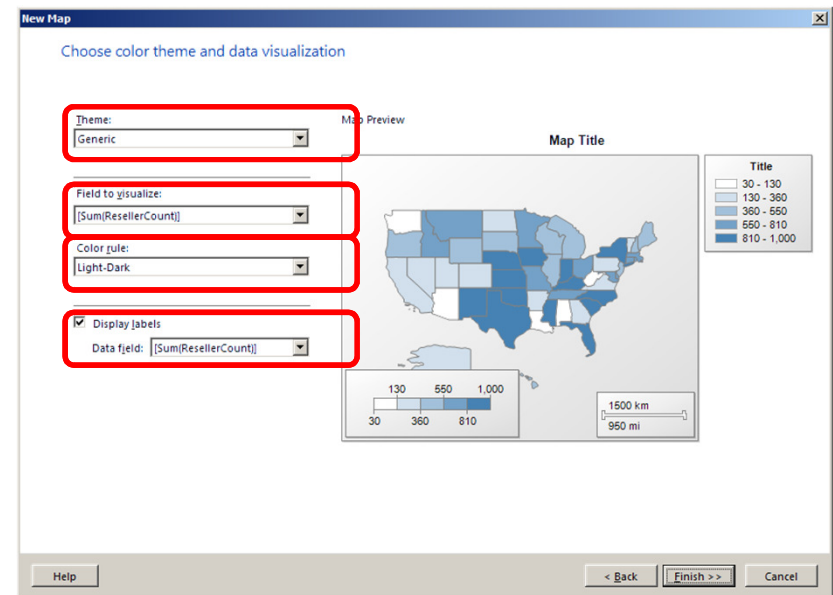 New Map
Choose color theme and data visualization
Theme:
Generic
Field to visualize:
[Sum(ResellerCount)]
Color rule:
Light-Dark
Display labels
Data field: [Sum(ResellerCount)]
Map Preview
Map Title
Title
30 - 130
130 - 360
360 - 550
550 - 810
810 - 1,000
130 550 1,000
30 360 810
1500 km
950 mi
Help
< Back
Finish >>
Cancel